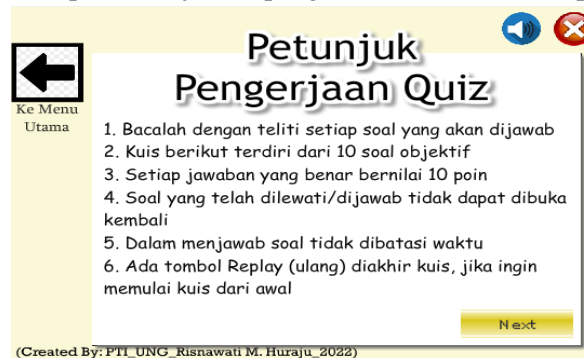 Petunjuk
Pengerjaan Quiz
Ke Menu
Utama
1. Bacalah dengan teliti setiap soal yang akan dijawab
2. Kuis berikut terdiri dari 10 soal objektif
3. Setiap jawaban yang benar bernilai 10 poin
4. Soal yang telah dilewati/dijawab tidak dapat dibuka
kembali
5. Dalam menjawab soal tidak dibatasi waktu
6. Ada tombol Replay (ulang) diakhir kuis, jika ingin
memulai kuis dari awal
Next
(Created By: PTI_UNG_Risnawati M. Huraju_2022)